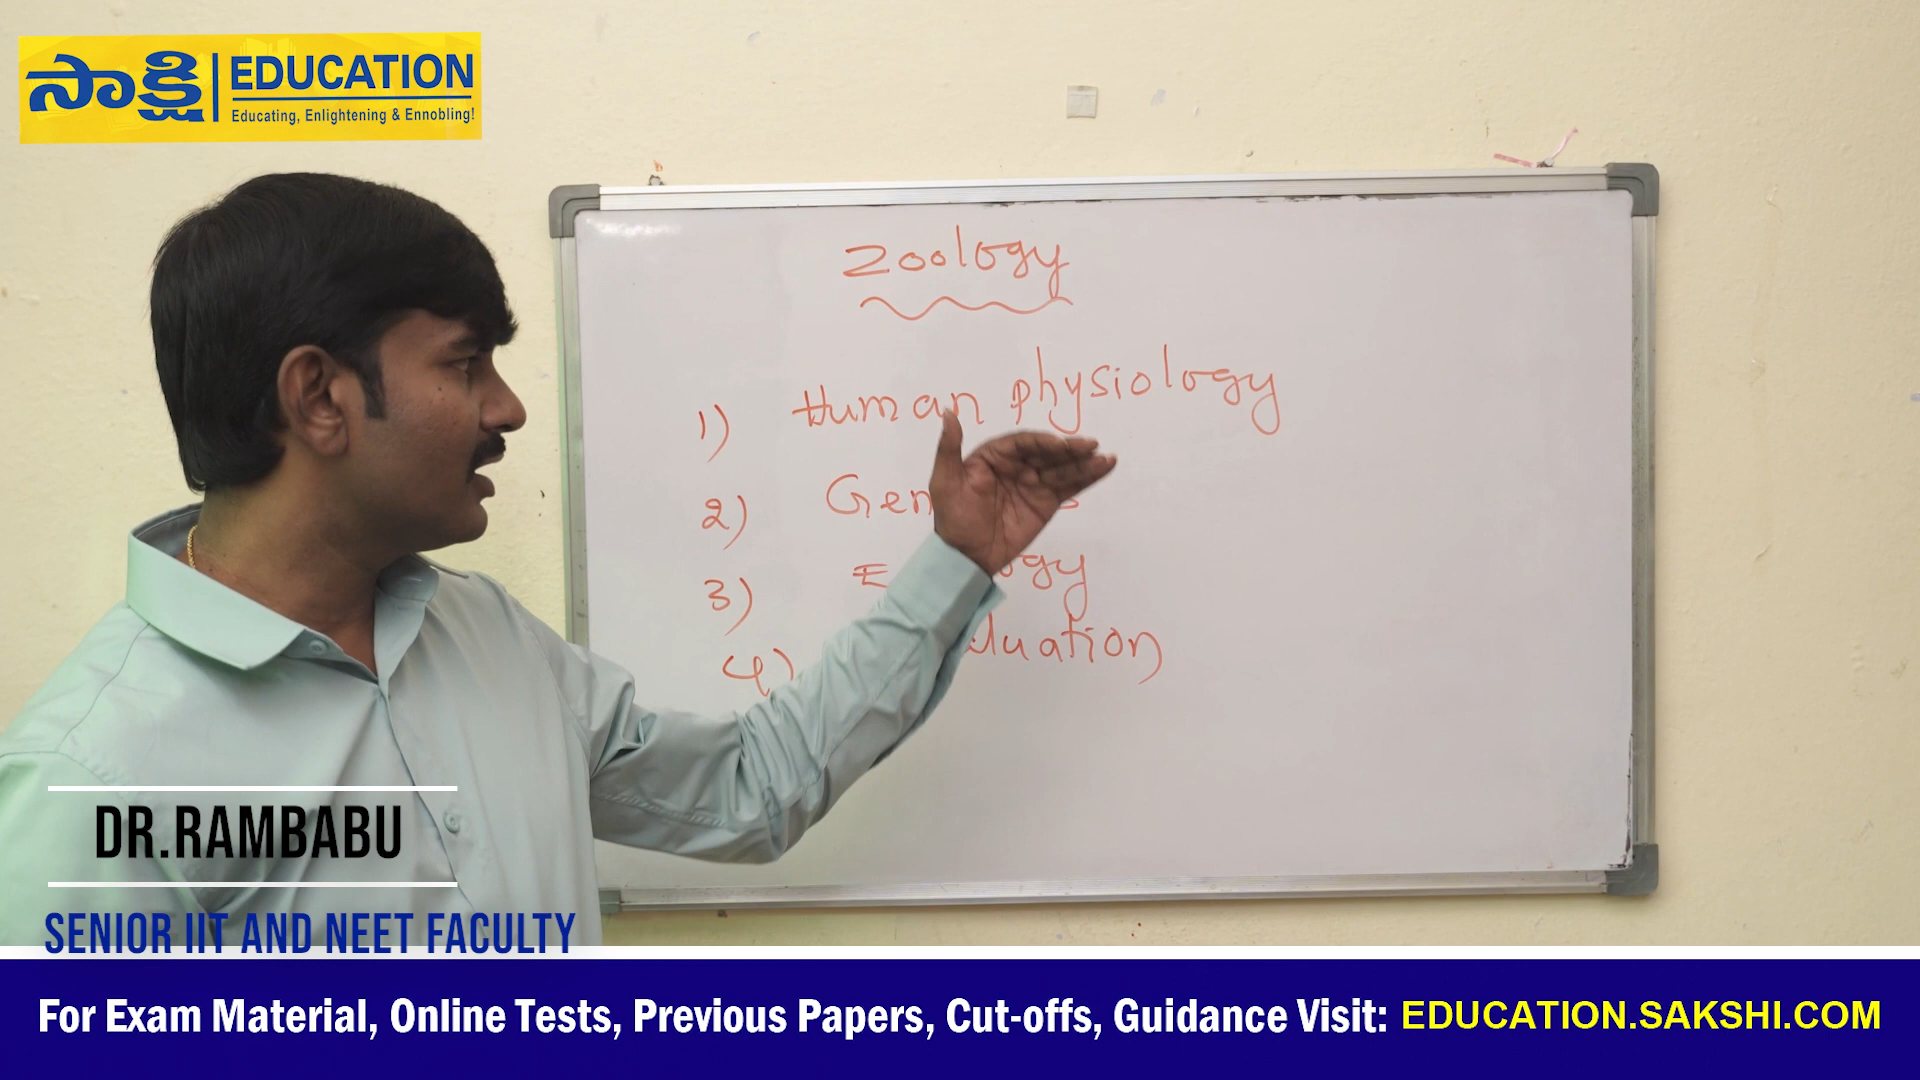 సాక్షి EDUCATION
Educating, Enlightening & Ennobling!
Zoology
1) Human physiology
2)
3)
4)
DR.RAMBABU
SENIOR IIT AND NEET FACULTY
For Exam Material, Online Tests, Previous Papers, Cut-offs, Guidance Visit: EDUCATION.SAKSHI.COM